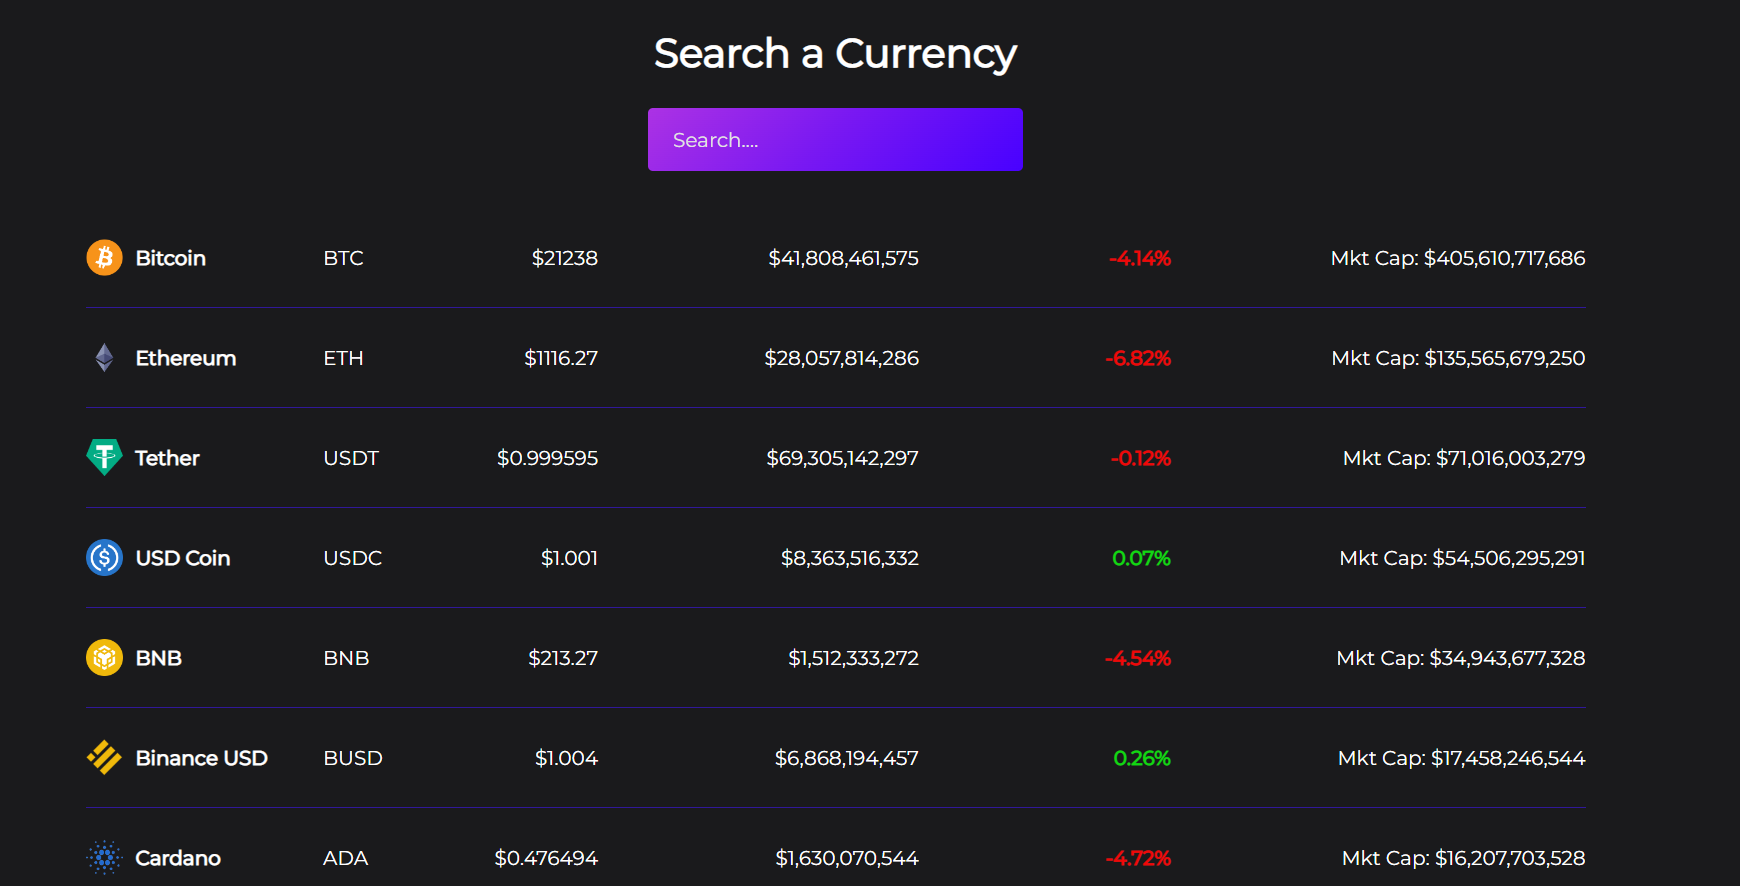 Search a Currency
Search....
Bitcoin BTC $21238 $41,808,461,575 -4.14% Mkt Cap: $405,610,717,686
Ethereum ETH $1116.27 $28,057,814,286 -6.82% Mkt Cap: $135,565,679,250
Tether USDT $0.999595 $69,305,142,297 -0.12% Mkt Cap: $71,016,003,279
USD Coin USDC $1.001 $8,363,516,332 0.07% Mkt Cap: $54,506,295,291
BNB BNB $213.27 $1,512,333,272 -4.54% Mkt Cap: $34,943,677,328
Binance USD BUSD $1.004 $6,868,194,457 0.26% Mkt Cap: $17,458,246,544
Cardano ADA $0.476494 $1,630,070,544 -4.72% Mkt Cap: $16,207,703,528